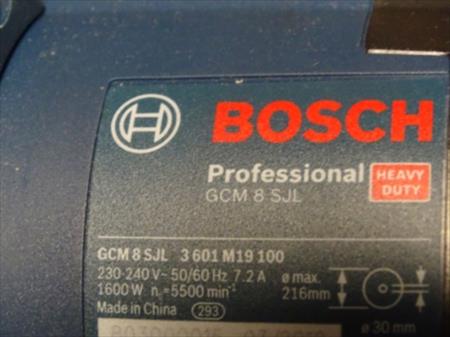 BOSCH
Professional HEAVY DUTY
GCM 8 SJL
GCM 8 SJL 3 601 M19 100
230-240 V~ 50/60 Hz 7.2 A ø max.
1600 W n₀= 5500 min⁻¹ 216mm
Made in China 293
ø 30 mm